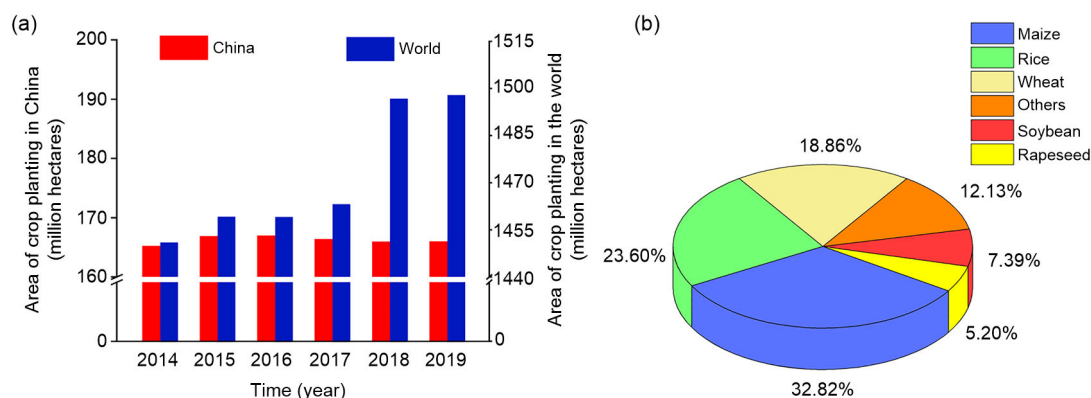 (a)
China
World
Area of crop planting in China
(million hectares)
200
190
180
170
160
0
1515
1500
1485
1470
1455
1440
0
Area of crop planting in the world
(million hectares)
2014 2015 2016 2017 2018 2019
Time (year)
(b)
Maize
Rice
Wheat
Others
Soybean
Rapeseed
18.86%
12.13%
23.60%
7.39%
5.20%
32.82%